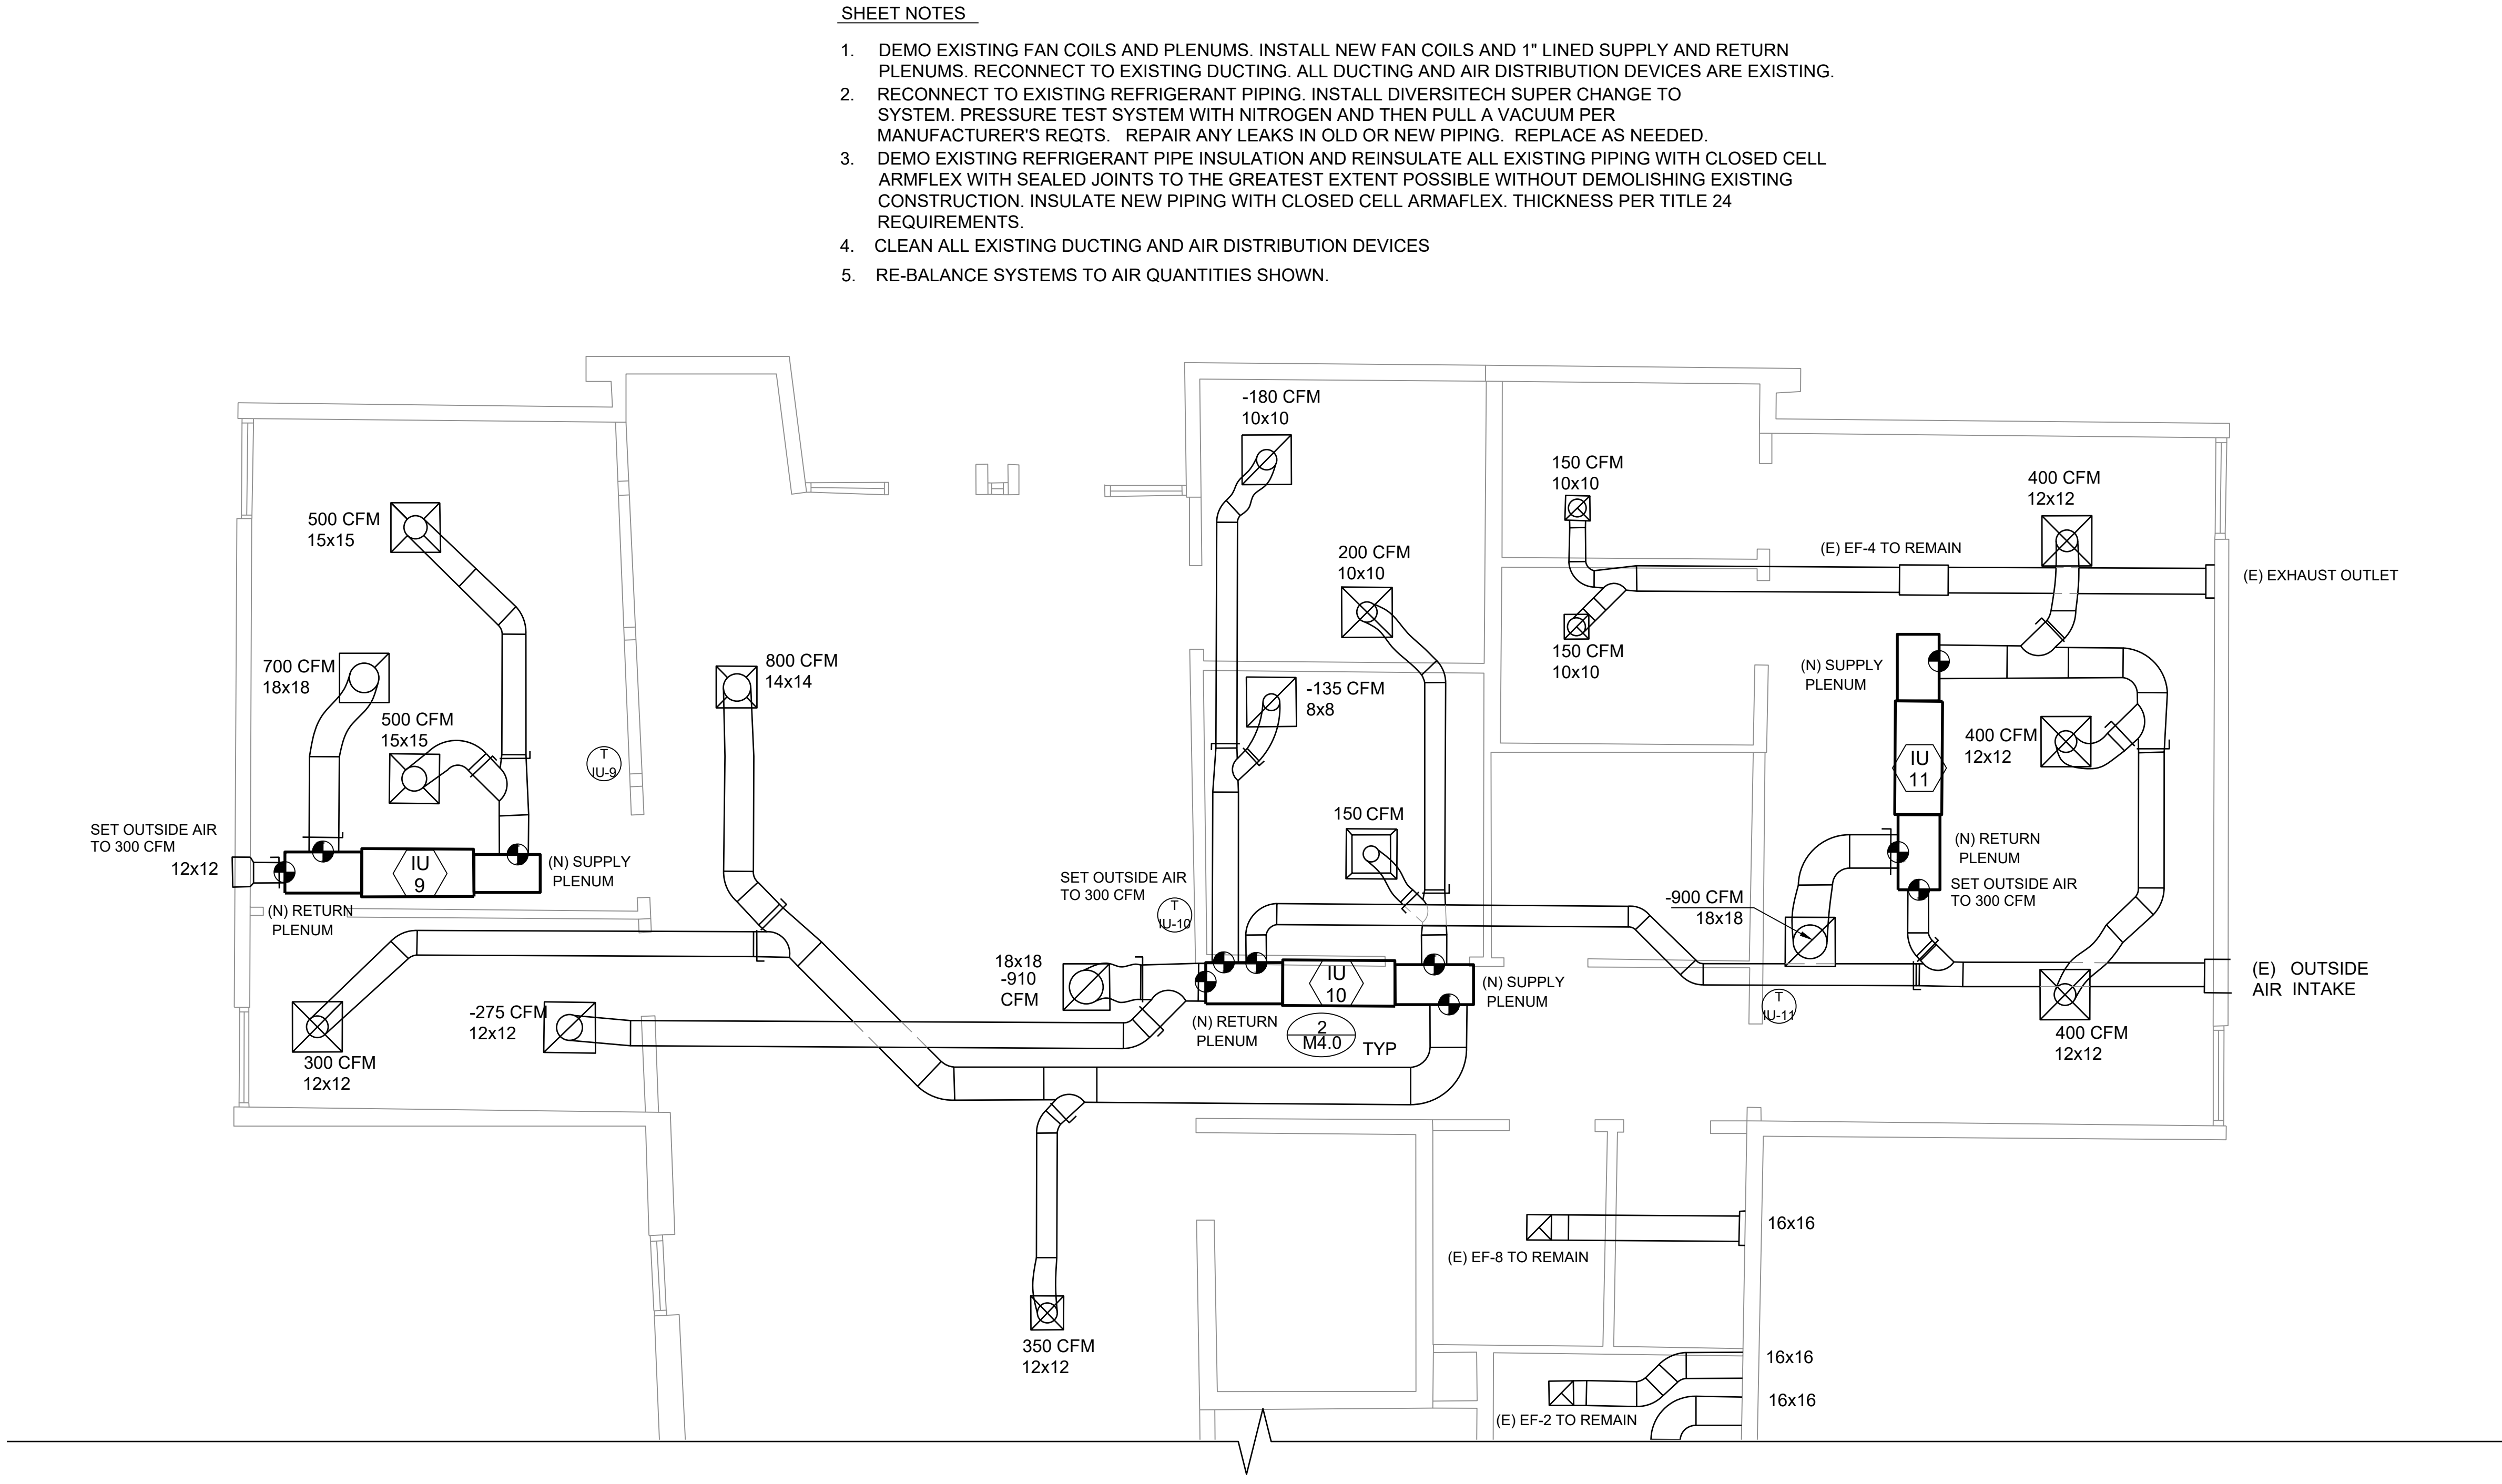 SHEET NOTES
1. DEMO EXISTING FAN COILS AND PLENUMS. INSTALL NEW FAN COILS AND 1" LINED SUPPLY AND RETURN
PLENUMS. RECONNECT TO EXISTING DUCTING. ALL DUCTING AND AIR DISTRIBUTION DEVICES ARE EXISTING.
2. RECONNECT TO EXISTING REFRIGERANT PIPING. INSTALL DIVERSITECH SUPER CHANGE TO
SYSTEM. PRESSURE TEST SYSTEM WITH NITROGEN AND THEN PULL A VACUUM PER
MANUFACTURER'S REQTS. REPAIR ANY LEAKS IN OLD OR NEW PIPING. REPLACE AS NEEDED.
3. DEMO EXISTING REFRIGERANT PIPE INSULATION AND REINSULATE ALL EXISTING PIPING WITH CLOSED CELL
ARMFLEX WITH SEALED JOINTS TO THE GREATEST EXTENT POSSIBLE WITHOUT DEMOLISHING EXISTING
CONSTRUCTION. INSULATE NEW PIPING WITH CLOSED CELL ARMAFLEX. THICKNESS PER TITLE 24
REQUIREMENTS.
4. CLEAN ALL EXISTING DUCTING AND AIR DISTRIBUTION DEVICES
5. RE-BALANCE SYSTEMS TO AIR QUANTITIES SHOWN.
500 CFM
15x15
700 CFM
18x18
500 CFM
15x15
T
IU-9
SET OUTSIDE AIR
TO 300 CFM
12x12
IU
9
(N) SUPPLY
PLENUM
(N) RETURN
PLENUM
300 CFM
12x12
-275 CFM
12x12
800 CFM
14x14
350 CFM
12x12
-180 CFM
10x10
200 CFM
10x10
-135 CFM
8x8
150 CFM
SET OUTSIDE AIR
TO 300 CFM
T
IU-10
18x18
-910
CFM
IU
10
(N) SUPPLY
PLENUM
(N) RETURN
PLENUM
2
M4.0
TYP
150 CFM
10x10
150 CFM
10x10
(E) EF-4 TO REMAIN
400 CFM
12x12
(E) EXHAUST OUTLET
(N) SUPPLY
PLENUM
400 CFM
12x12
IU
11
(N) RETURN
PLENUM
SET OUTSIDE AIR
TO 300 CFM
-900 CFM
18x18
T
IU-11
(E) OUTSIDE
AIR INTAKE
400 CFM
12x12
16x16
(E) EF-8 TO REMAIN
16x16
16x16
(E) EF-2 TO REMAIN